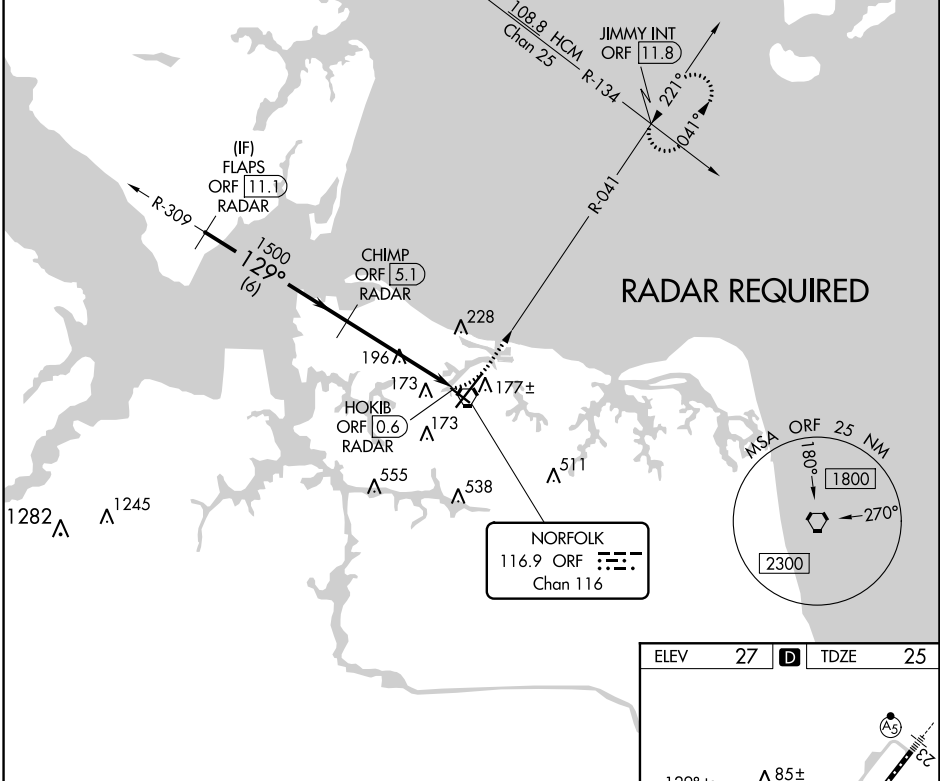 108.8 HCM
Chan 25
R-134
JIMMY INT
ORF 11.8
221°
041°
(IF)
FLAPS
ORF 11.1
RADAR
R-309
R-041
1500
129°
(6)
CHIMP
ORF 5.1
RADAR
RADAR REQUIRED
228
196
173
177±
HOKIB
ORF 0.6
RADAR
173
555
538
511
1282
1245
MSA ORF 25 NM
180°
1800
270°
2300
NORFOLK
116.9 ORF
Chan 116
ELEV 27 D TDZE 25
A5
23
85±